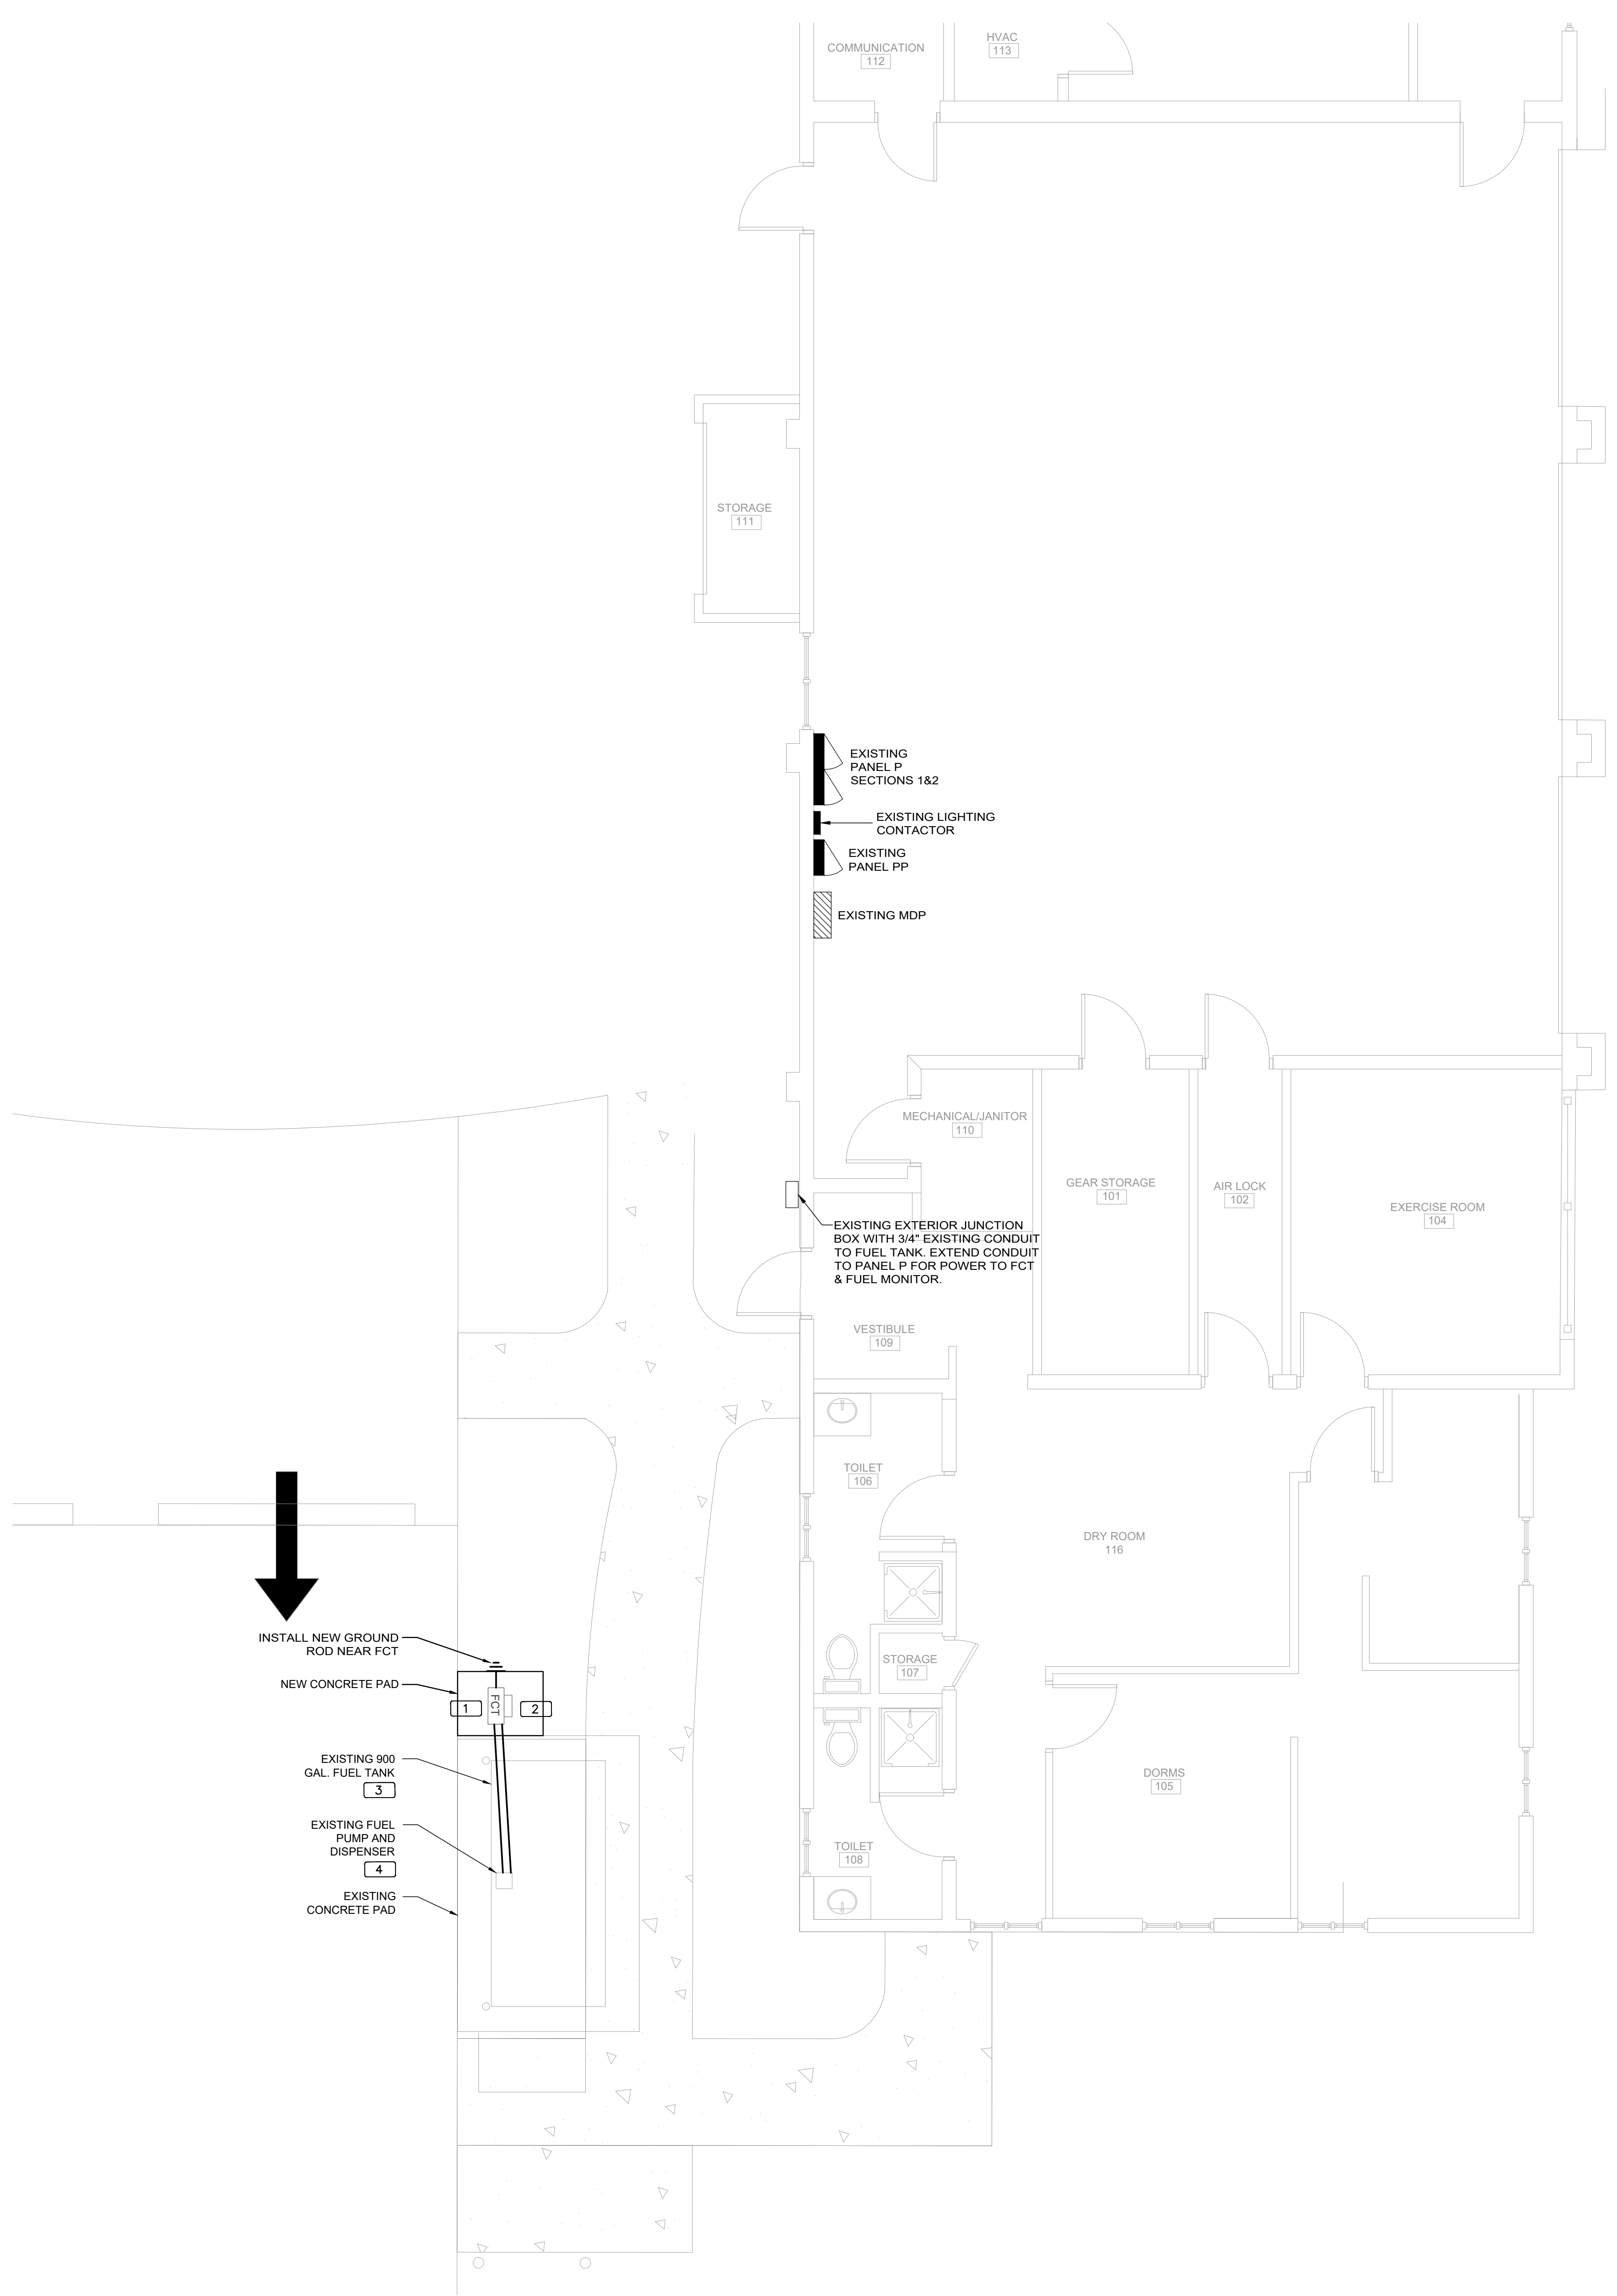 COMMUNICATION
112
HVAC
113
STORAGE
111
EXISTING
PANEL P
SECTIONS 1&2
EXISTING LIGHTING
CONTACTOR
EXISTING
PANEL PP
EXISTING MDP
MECHANICAL/JANITOR
110
GEAR STORAGE
101
AIR LOCK
102
EXERCISE ROOM
104
EXISTING EXTERIOR JUNCTION
BOX WITH 3/4" EXISTING CONDUIT
TO FUEL TANK. EXTEND CONDUIT
TO PANEL P FOR POWER TO FCT
& FUEL MONITOR.
VESTIBULE
109
TOILET
106
DRY ROOM
116
INSTALL NEW GROUND
ROD NEAR FCT
NEW CONCRETE PAD
1
FCT
2
STORAGE
107
EXISTING 900
GAL. FUEL TANK
3
DORMS
105
EXISTING FUEL
PUMP AND
DISPENSER
4
TOILET
108
EXISTING
CONCRETE PAD